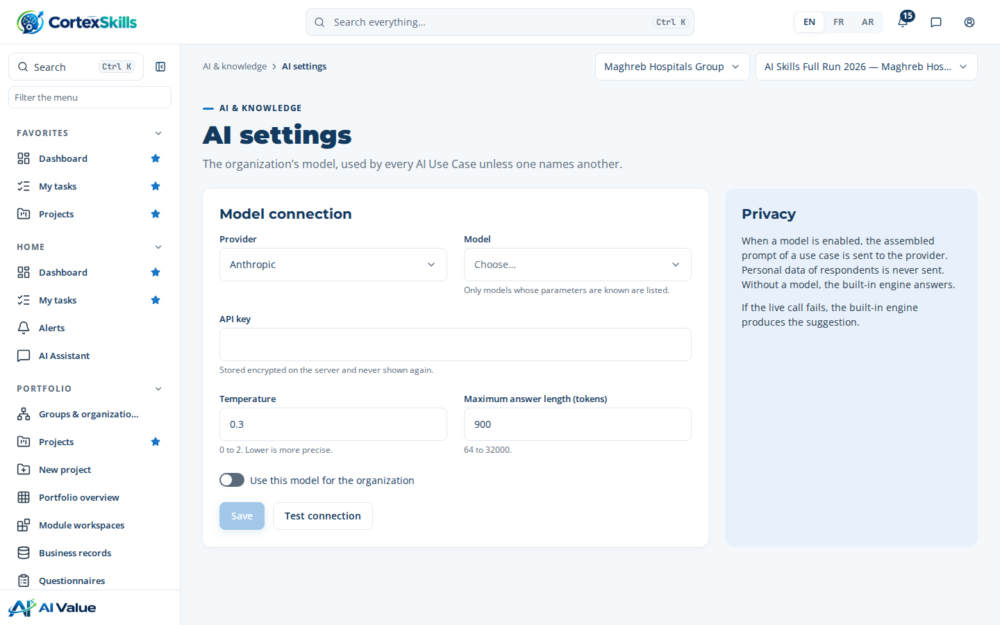 CortexSkills
Search everything...
Ctrl K
EN
FR
AR
15
Search
Ctrl K
Filter the menu
FAVORITES
Dashboard
My tasks
Projects
HOME
Dashboard
My tasks
Alerts
AI Assistant
PORTFOLIO
Groups & organizatio...
Projects
New project
Portfolio overview
Module workspaces
Business records
Questionnaires
AI AI Value
AI & knowledge > AI settings
Maghreb Hospitals Group
AI Skills Full Run 2026 — Maghreb Hos...
AI & KNOWLEDGE
AI settings
The organization’s model, used by every AI Use Case unless one names another.
Model connection
Provider
Anthropic
Model
Choose...
Only models whose parameters are known are listed.
API key
Stored encrypted on the server and never shown again.
Temperature
0.3
0 to 2. Lower is more precise.
Maximum answer length (tokens)
900
64 to 32000.
Use this model for the organization
Save
Test connection
Privacy
When a model is enabled, the assembled
prompt of a use case is sent to the provider.
Personal data of respondents is never sent.
Without a model, the built-in engine answers.
If the live call fails, the built-in engine
produces the suggestion.